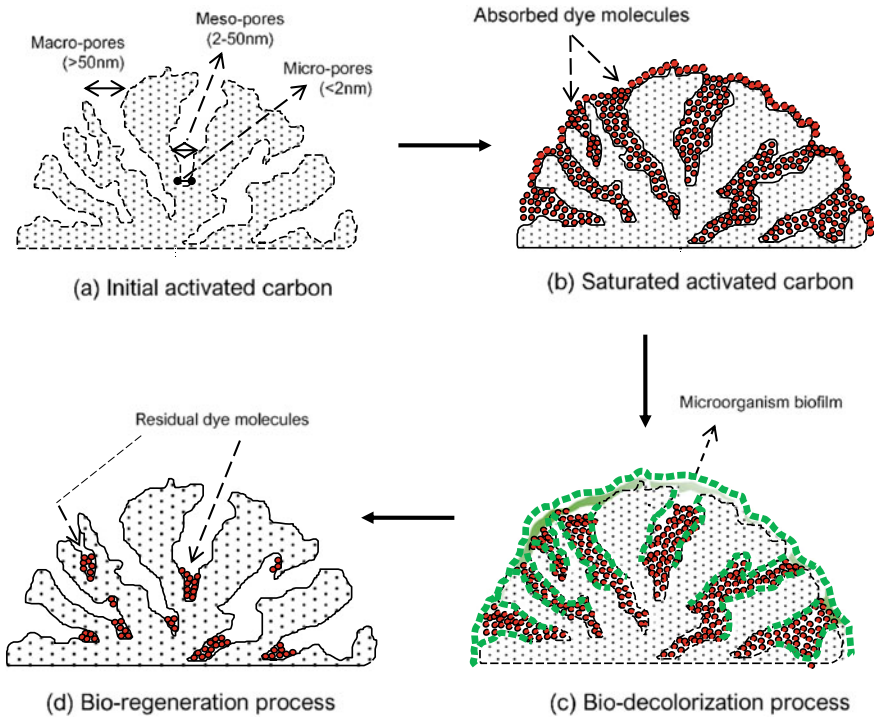 Meso-pores
(2-50nm)
Macro-pores
(>50nm)
Micro-pores
(<2nm)
(a) Initial activated carbon
Absorbed dye molecules
(b) Saturated activated carbon
Microorganism biofilm
(c) Bio-decolorization process
Residual dye molecules
(d) Bio-regeneration process